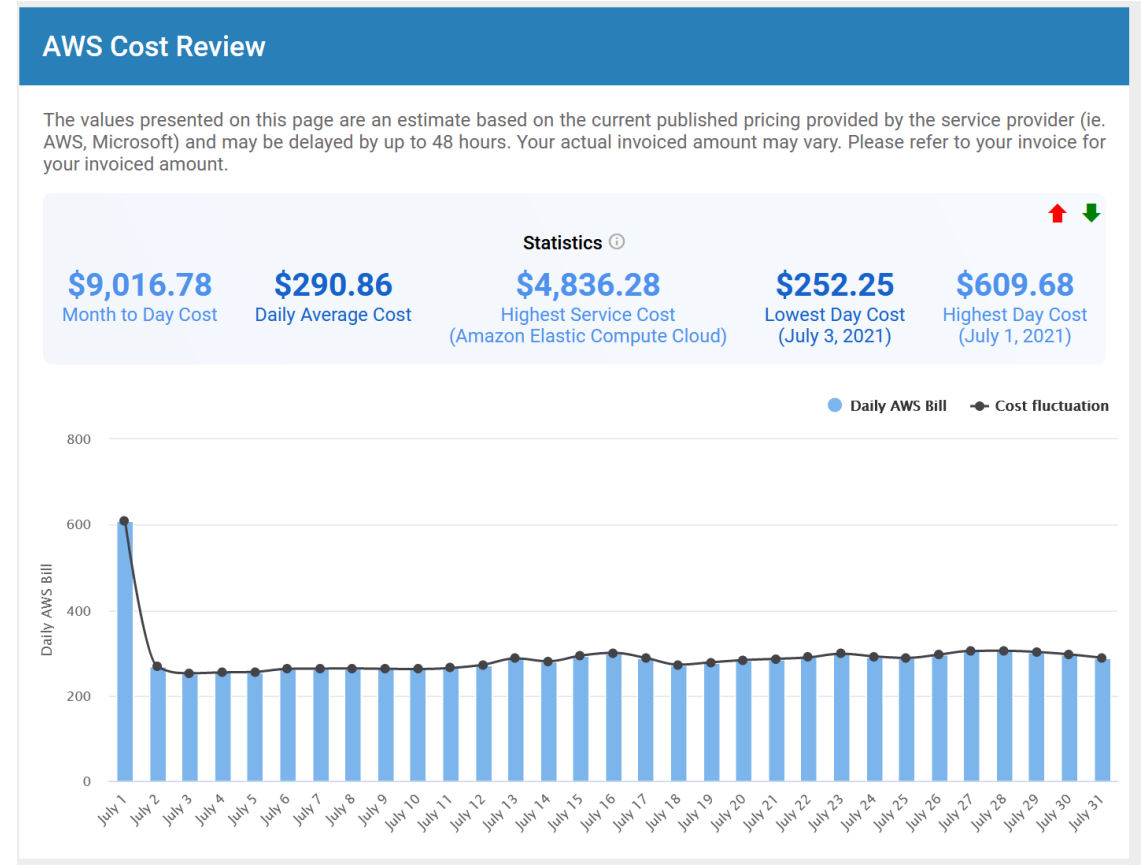 AWS Cost Review
The values presented on this page are an estimate based on the current published pricing provided by the service provider (ie.
AWS, Microsoft) and may be delayed by up to 48 hours. Your actual invoiced amount may vary. Please refer to your invoice for
your invoiced amount.
Statistics
$9,016.78
Month to Day Cost
$290.86
Daily Average Cost
$4,836.28
Highest Service Cost
(Amazon Elastic Compute Cloud)
$252.25
Lowest Day Cost
(July 3, 2021)
$609.68
Highest Day Cost
(July 1, 2021)
Daily AWS Bill
Cost fluctuation
Daily AWS Bill
800
600
400
200
0
July 1
July 2
July 3
July 4
July 5
July 6
July 7
July 8
July 9
July 10
July 11
July 12
July 13
July 14
July 15
July 16
July 17
July 18
July 19
July 20
July 21
July 22
July 23
July 24
July 25
July 26
July 27
July 28
July 29
July 30
July 31